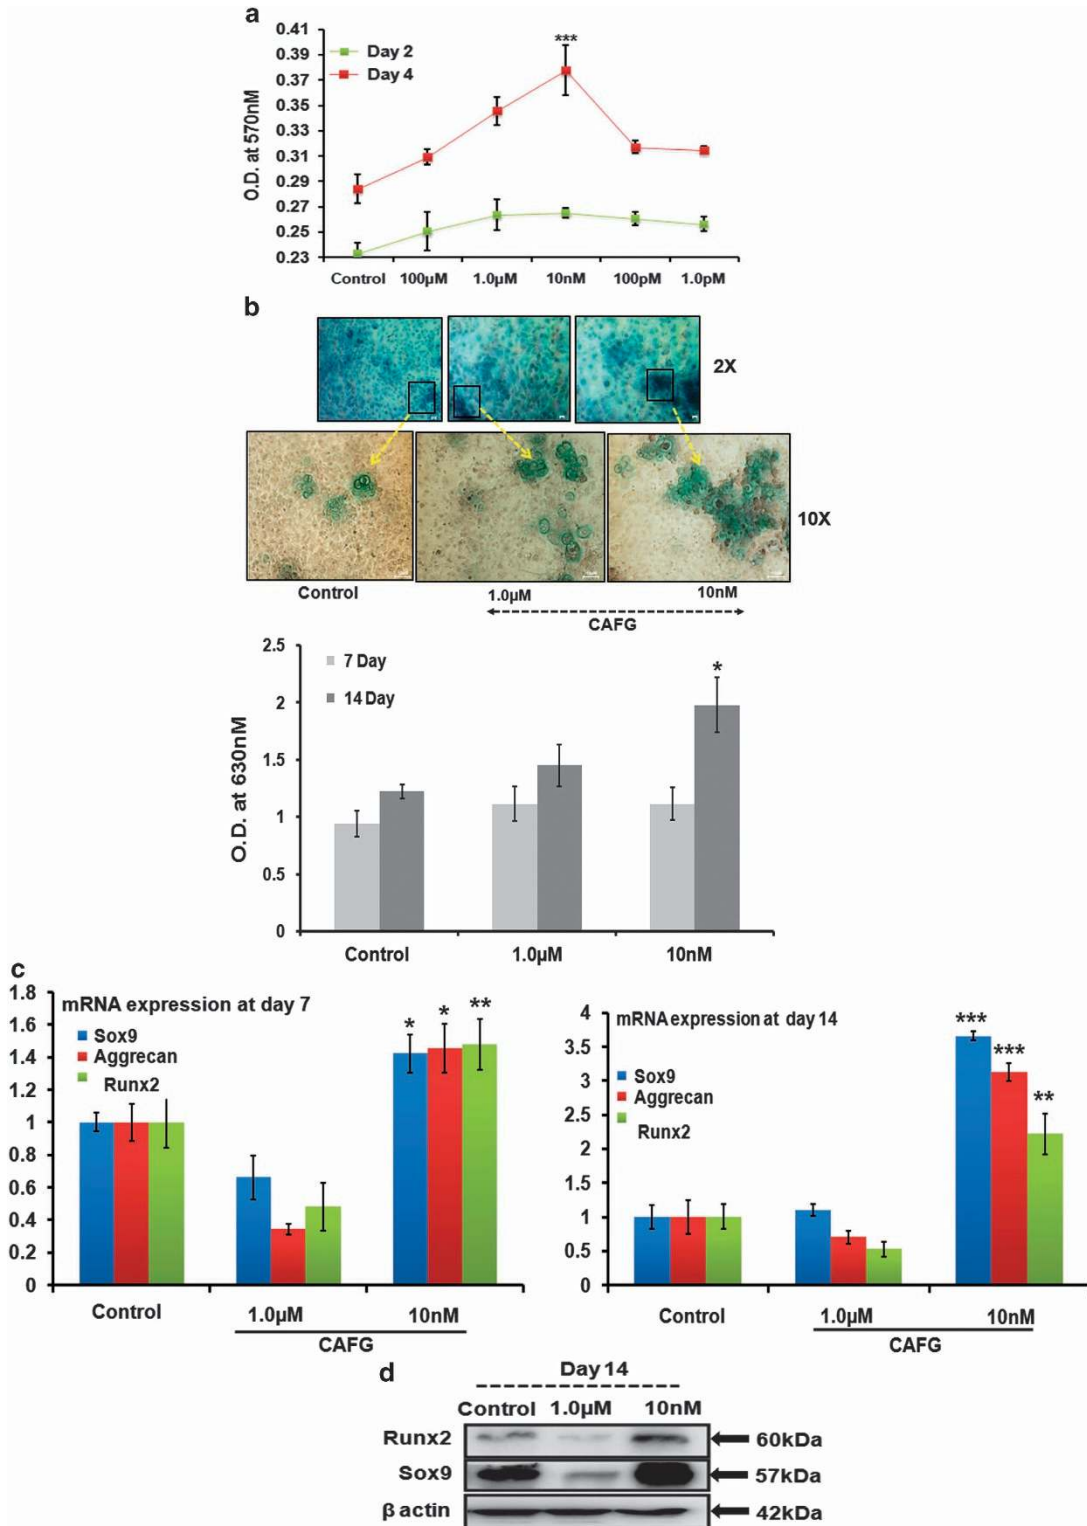 a
0.41
0.39
0.37
0.35
0.33
0.31
0.29
0.27
0.25
0.23
O.D. at 570nM
Day 2
Day 4
***
Control 100µM 1.0µM 10nM 100pM 1.0pM
b
2X
10X
Control 1.0µM 10nM
CAFG
2.5
2
1.5
1
0.5
0
O.D. at 630nM
7 Day
14 Day
*
Control 1.0µM 10nM
c
1.8
1.6
1.4
1.2
1
0.8
0.6
0.4
0.2
0
mRNA expression at day 7
Sox9
Aggrecan
Runx2
* * **
Control 1.0µM 10nM
CAFG
4
3.5
3
2.5
2
1.5
1
0.5
0
mRNA expression at day 14
Sox9
Aggrecan
Runx2
*** *** **
Control 1.0µM 10nM
CAFG
d
Day 14
Control 1.0µM 10nM
Runx2 60kDa
Sox9 57kDa
β actin 42kDa